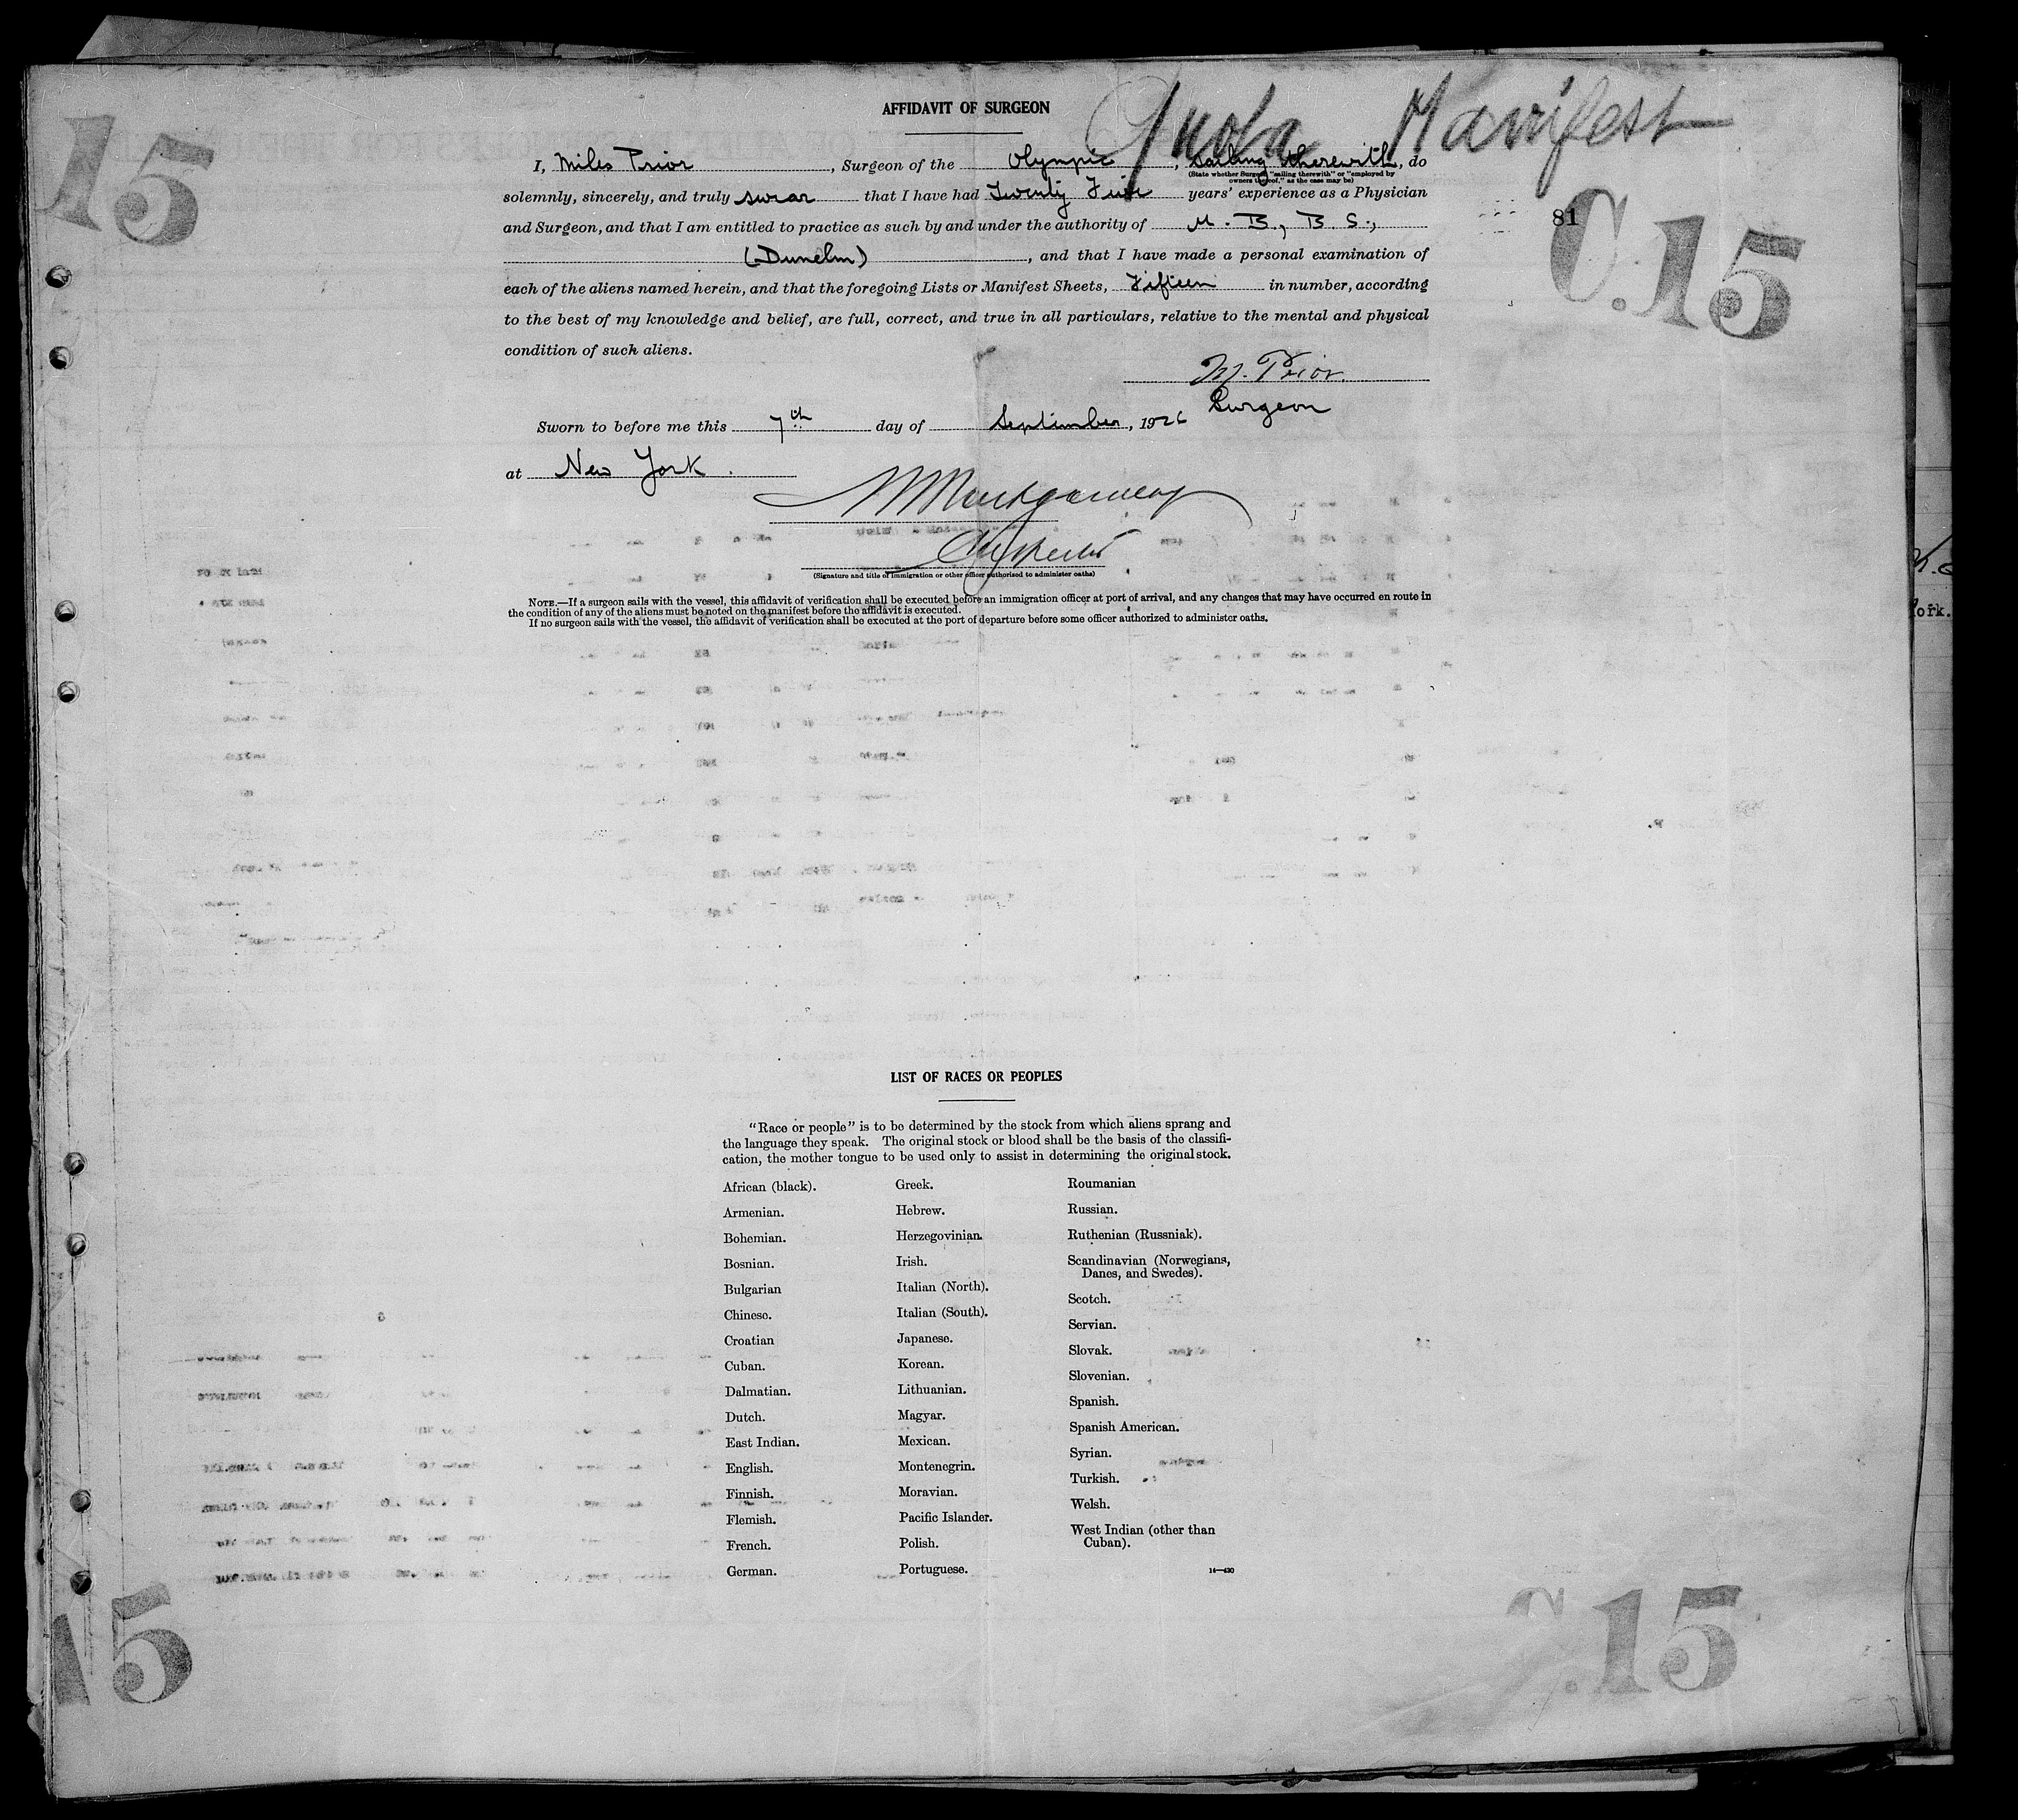 15
AFFIDAVIT OF SURGEON
Quota Manifest
I, Miles Prior, Surgeon of the Olympic, Sailing therewith, do
(State whether Surgeon "sailing therewith" or "employed by
owners thereof," as the case may be)
solemnly, sincerely, and truly swear that I have had Twenty Five years' experience as a Physician
81
C.15
and Surgeon, and that I am entitled to practice as such by and under the authority of M. B., B. S.,
(Dunelm), and that I have made a personal examination of
each of the aliens named herein, and that the foregoing Lists or Manifest Sheets, Fifteen in number, according
to the best of my knowledge and belief, are full, correct, and true in all particulars, relative to the mental and physical
condition of such aliens.
M. Prior.
Surgeon
Sworn to before me this 7th day of September, 1926
at New York.
Montgomery
(Signature and title of immigration or other officer authorized to administer oaths)
NOTE.—If a surgeon sails with the vessel, this affidavit of verification shall be executed before an immigration officer at port of arrival, and any changes that may have occurred en route in
the condition of any of the aliens must be noted on the manifest before the affidavit is executed.
If no surgeon sails with the vessel, the affidavit of verification shall be executed at the port of departure before some officer authorized to administer oaths.
ork.
LIST OF RACES OR PEOPLES
"Race or people" is to be determined by the stock from which aliens sprang and
the language they speak. The original stock or blood shall be the basis of the classifi-
cation, the mother tongue to be used only to assist in determining the original stock.
African (black).
Armenian.
Bohemian.
Bosnian.
Bulgarian
Chinese.
Croatian
Cuban.
Dalmatian.
Dutch.
East Indian.
English.
Finnish.
Flemish.
French.
German.
Greek.
Hebrew.
Herzegovinian.
Irish.
Italian (North).
Italian (South).
Japanese.
Korean.
Lithuanian.
Magyar.
Mexican.
Montenegrin.
Moravian.
Pacific Islander.
Polish.
Portuguese.
Roumanian
Russian.
Ruthenian (Russniak).
Scandinavian (Norwegians,
Danes, and Swedes).
Scotch.
Servian.
Slovak.
Slovenian.
Spanish.
Spanish American.
Syrian.
Turkish.
Welsh.
West Indian (other than
Cuban).
14—430
15
C.15